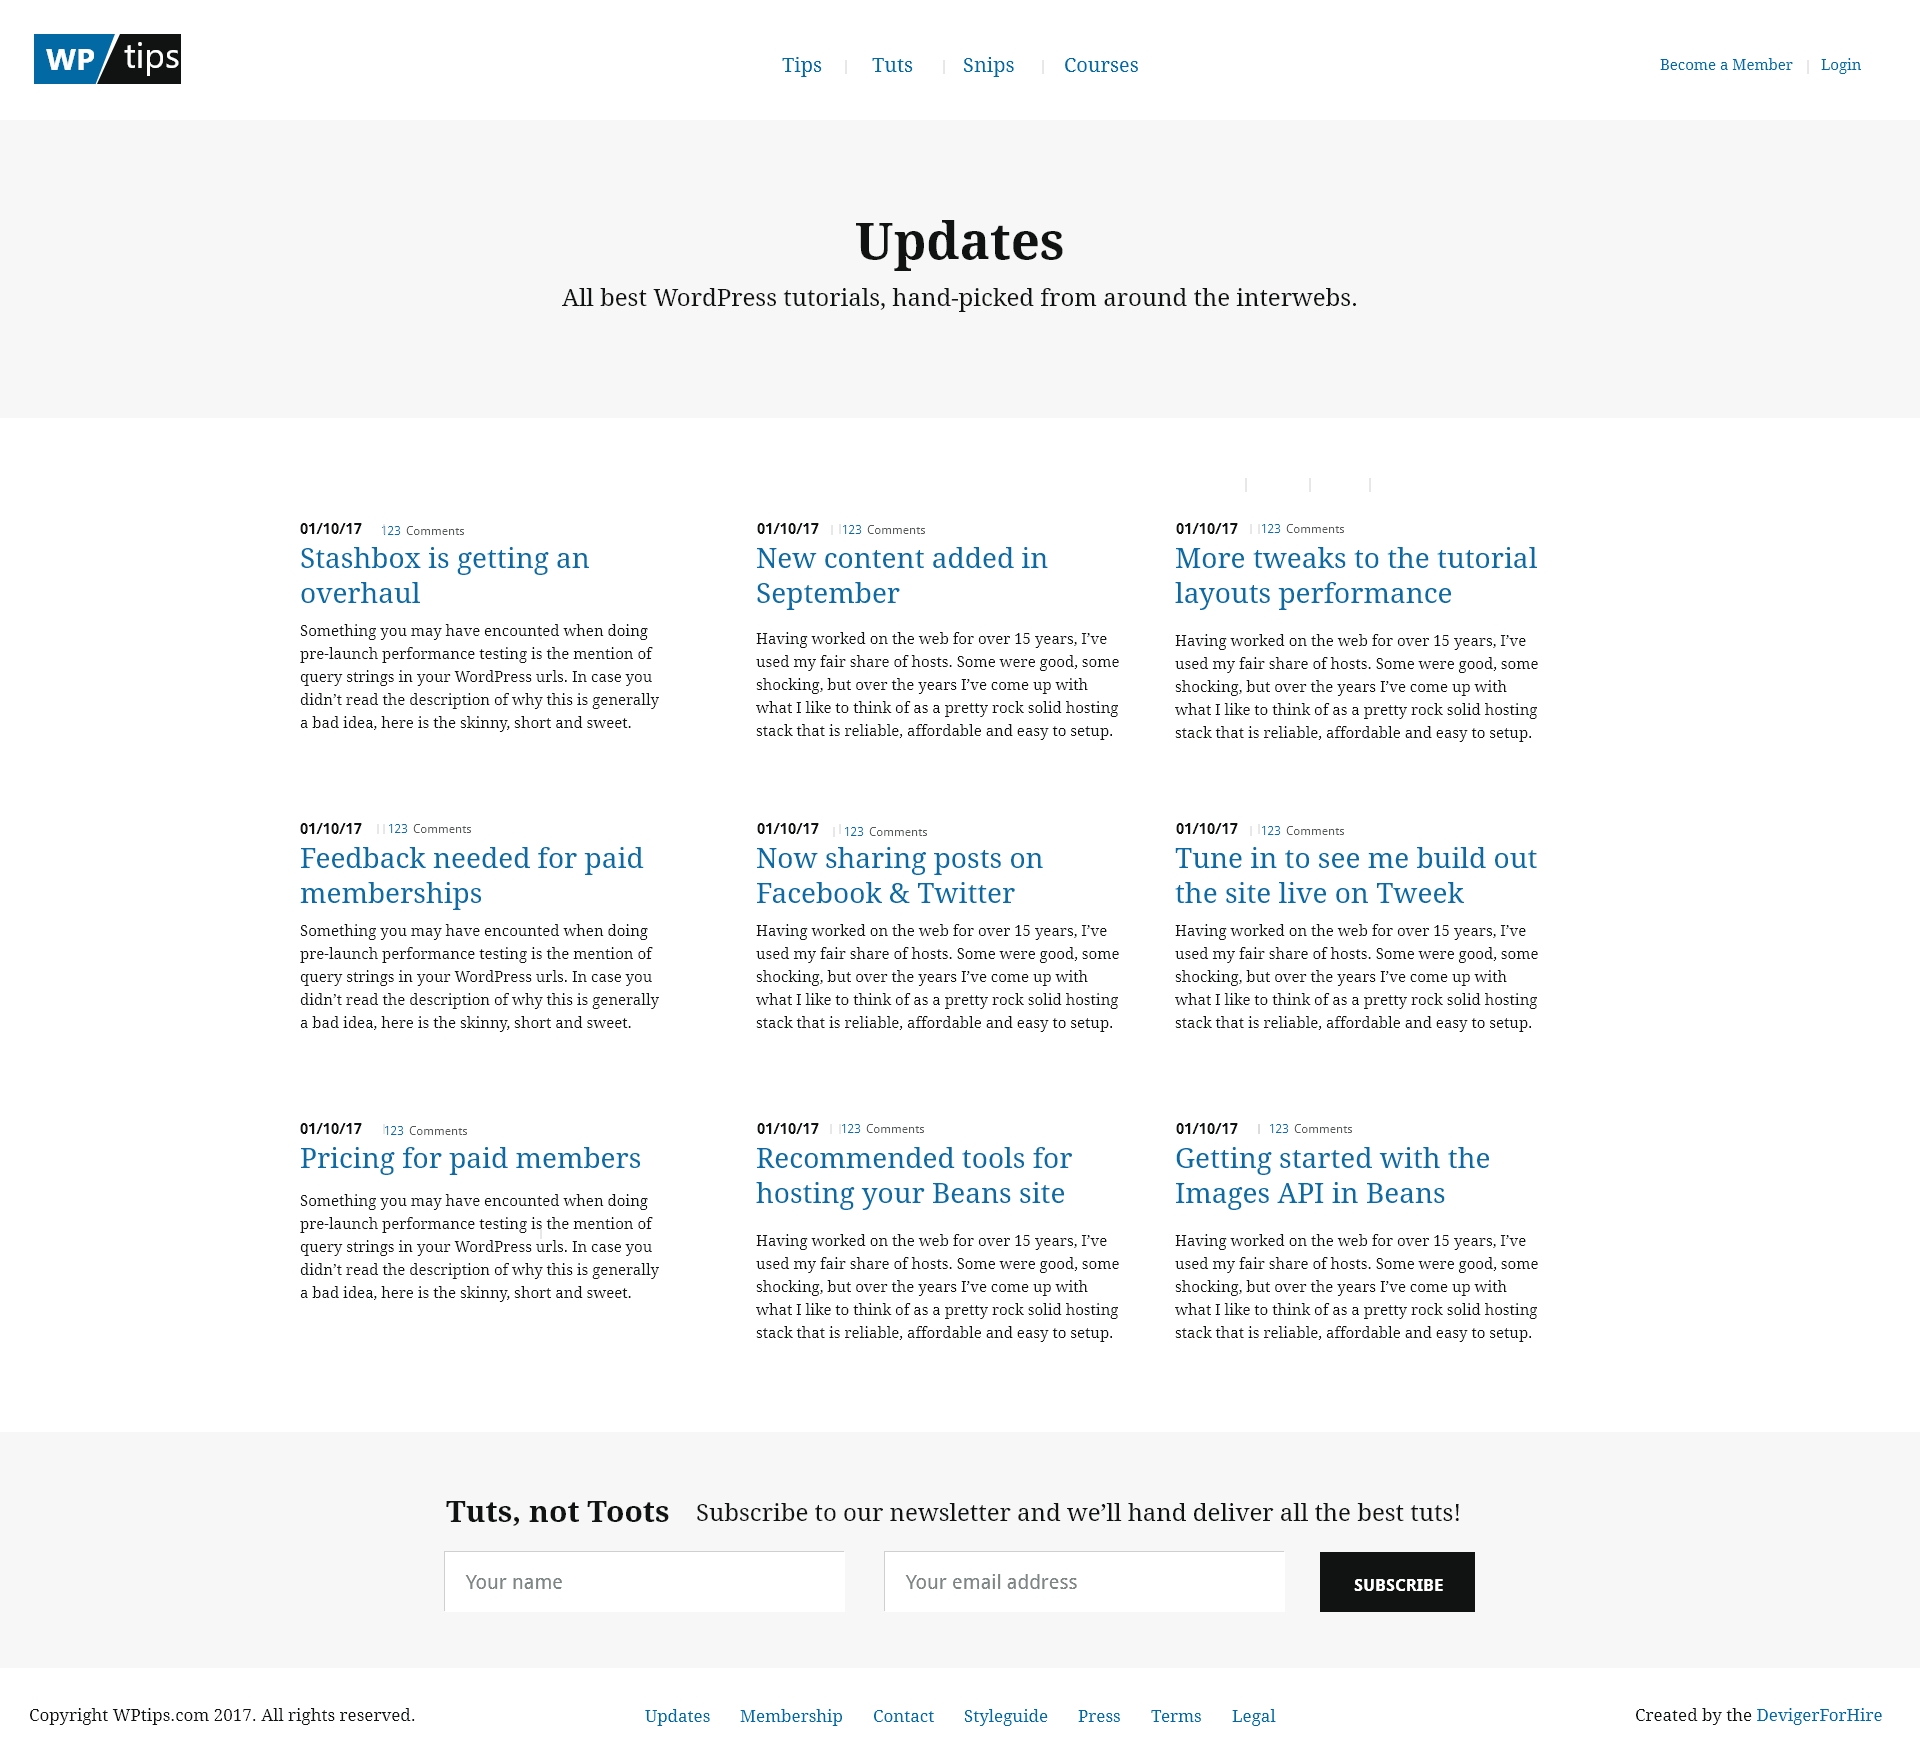 WP/tips
Tips | Tuts | Snips | Courses
Become a Member | Login
Updates
All best WordPress tutorials, hand-picked from around the interwebs.
01/10/17 123 Comments
Stashbox is getting an
overhaul
Something you may have encounted when doing
pre-launch performance testing is the mention of
query strings in your WordPress urls. In case you
didn’t read the description of why this is generally
a bad idea, here is the skinny, short and sweet.
01/10/17 123 Comments
New content added in
September
Having worked on the web for over 15 years, I’ve
used my fair share of hosts. Some were good, some
shocking, but over the years I’ve come up with
what I like to think of as a pretty rock solid hosting
stack that is reliable, affordable and easy to setup.
01/10/17 123 Comments
More tweaks to the tutorial
layouts performance
Having worked on the web for over 15 years, I’ve
used my fair share of hosts. Some were good, some
shocking, but over the years I’ve come up with
what I like to think of as a pretty rock solid hosting
stack that is reliable, affordable and easy to setup.
01/10/17 123 Comments
Feedback needed for paid
memberships
Something you may have encounted when doing
pre-launch performance testing is the mention of
query strings in your WordPress urls. In case you
didn’t read the description of why this is generally
a bad idea, here is the skinny, short and sweet.
01/10/17 123 Comments
Now sharing posts on
Facebook & Twitter
Having worked on the web for over 15 years, I’ve
used my fair share of hosts. Some were good, some
shocking, but over the years I’ve come up with
what I like to think of as a pretty rock solid hosting
stack that is reliable, affordable and easy to setup.
01/10/17 123 Comments
Tune in to see me build out
the site live on Tweek
Having worked on the web for over 15 years, I’ve
used my fair share of hosts. Some were good, some
shocking, but over the years I’ve come up with
what I like to think of as a pretty rock solid hosting
stack that is reliable, affordable and easy to setup.
01/10/17 123 Comments
Pricing for paid members
Something you may have encounted when doing
pre-launch performance testing is the mention of
query strings in your WordPress urls. In case you
didn’t read the description of why this is generally
a bad idea, here is the skinny, short and sweet.
01/10/17 123 Comments
Recommended tools for
hosting your Beans site
Having worked on the web for over 15 years, I’ve
used my fair share of hosts. Some were good, some
shocking, but over the years I’ve come up with
what I like to think of as a pretty rock solid hosting
stack that is reliable, affordable and easy to setup.
01/10/17 123 Comments
Getting started with the
Images API in Beans
Having worked on the web for over 15 years, I’ve
used my fair share of hosts. Some were good, some
shocking, but over the years I’ve come up with
what I like to think of as a pretty rock solid hosting
stack that is reliable, affordable and easy to setup.
Tuts, not Toots Subscribe to our newsletter and we’ll hand deliver all the best tuts!
Your name
Your email address
SUBSCRIBE
Copyright WPtips.com 2017. All rights reserved.
Updates Membership Contact Styleguide Press Terms Legal
Created by the DevigerForHire